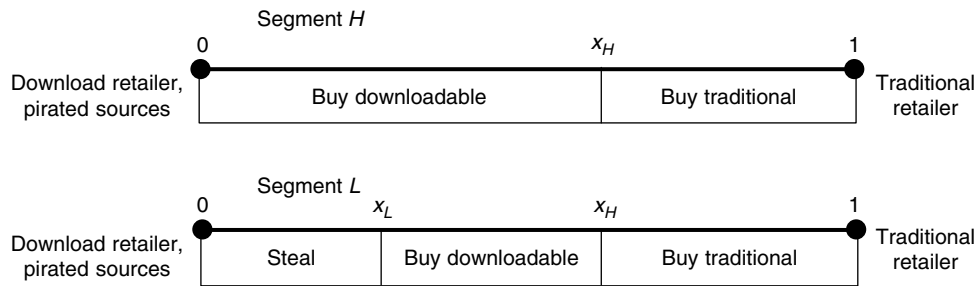 Segment H
0
x_H
1
Download retailer,
pirated sources
Traditional
retailer
Buy downloadable
Buy traditional
Segment L
0
x_L
x_H
1
Download retailer,
pirated sources
Traditional
retailer
Steal
Buy downloadable
Buy traditional